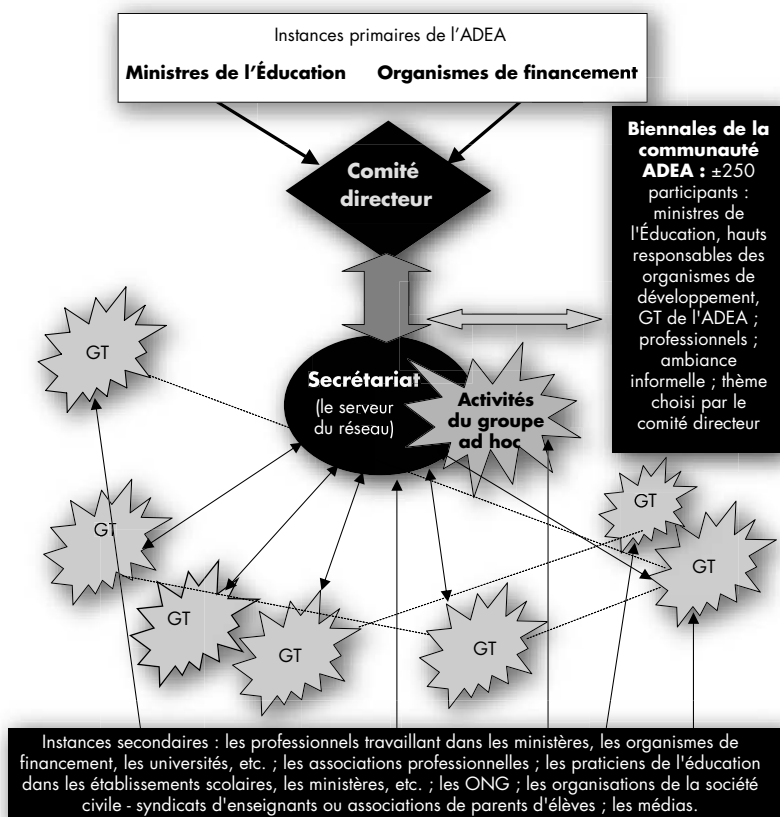 Instances primaires de l'ADEA
Ministres de l'Éducation Organismes de financement
Comité
directeur
Biennales de la
communauté
ADEA : ±250
participants :
ministres de
l'Éducation, hauts
responsables des
organismes de
développement,
GT de l'ADEA ;
professionnels ;
ambiance
informelle ; thème
choisi par le
comité directeur
GT
Secrétariat
(le serveur
du réseau)
Activités
du groupe
ad hoc
GT
GT
GT
GT
GT
GT
Instances secondaires : les professionnels travaillant dans les ministères, les organismes de
financement, les universités, etc. ; les associations professionnelles ; les praticiens de l'éducation
dans les établissements scolaires, les ministères, etc. ; les ONG ; les organisations de la société
civile - syndicats d'enseignants ou associations de parents d'élèves ; les médias.